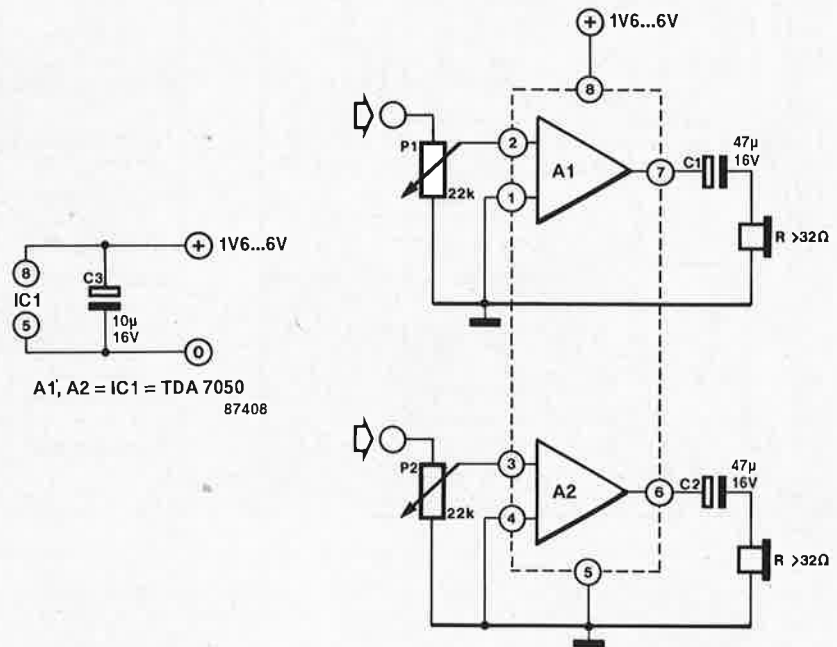 1V6...6V
8
P1
22k
2
1
A1
7
C1
47µ
16V
R >32Ω
8
IC1
5
C3
10µ
16V
1V6...6V
0
A1, A2 = IC1 = TDA 7050
87408
P2
22k
3
4
A2
6
C2
47µ
16V
R >32Ω
5